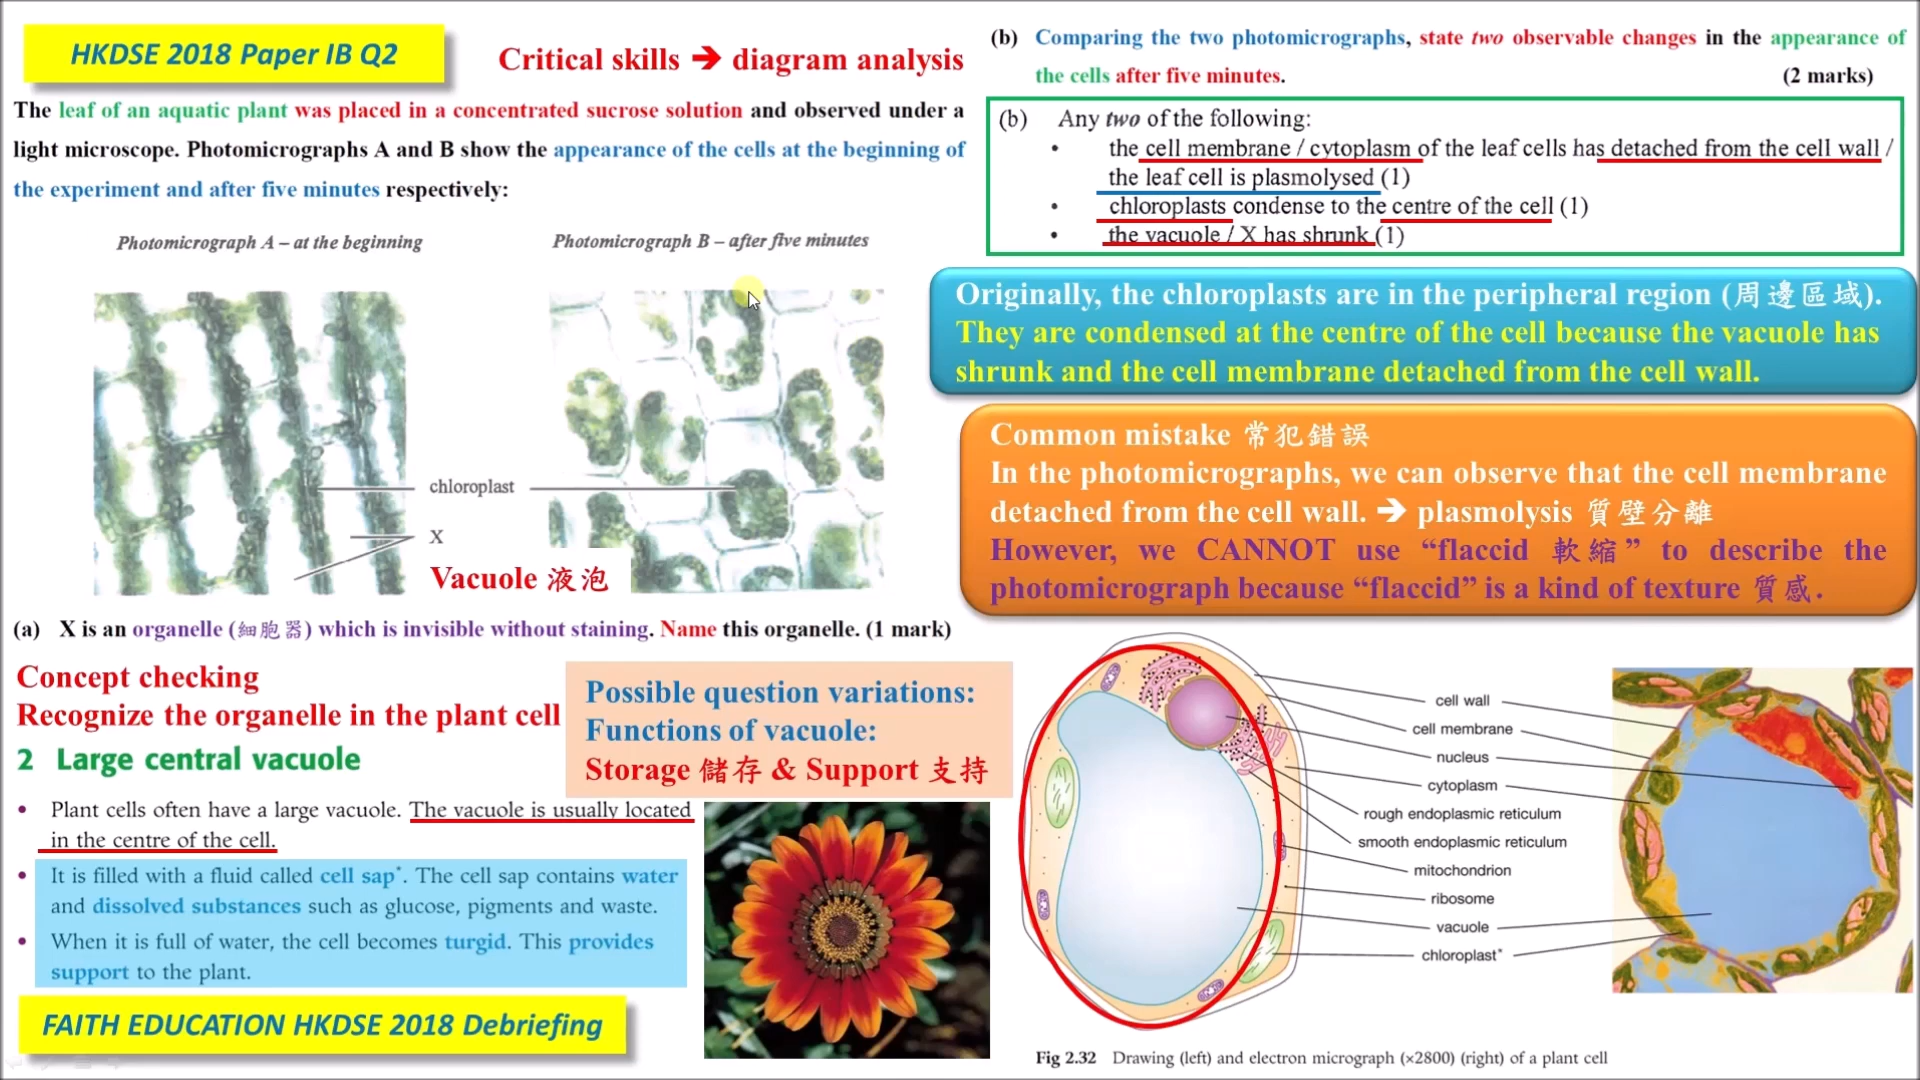 HKDSE 2018 Paper IB Q2
Critical skills ➔ diagram analysis
The leaf of an aquatic plant was placed in a concentrated sucrose solution and observed under a
light microscope. Photomicrographs A and B show the appearance of the cells at the beginning of
the experiment and after five minutes respectively:
Photomicrograph A – at the beginning
Photomicrograph B – after five minutes
chloroplast
X
Vacuole 液泡
(a) X is an organelle (細胞器) which is invisible without staining. Name this organelle. (1 mark)
Concept checking
Recognize the organelle in the plant cell
2 Large central vacuole
• Plant cells often have a large vacuole. The vacuole is usually located
in the centre of the cell.
• It is filled with a fluid called cell sap*. The cell sap contains water
and dissolved substances such as glucose, pigments and waste.
• When it is full of water, the cell becomes turgid. This provides
support to the plant.
FAITH EDUCATION HKDSE 2018 Debriefing
Possible question variations:
Functions of vacuole:
Storage 儲存 & Support 支持
(b) Comparing the two photomicrographs, state two observable changes in the appearance of
the cells after five minutes. (2 marks)
(b) Any two of the following:
• the cell membrane / cytoplasm of the leaf cells has detached from the cell wall /
the leaf cell is plasmolysed (1)
• chloroplasts condense to the centre of the cell (1)
• the vacuole / X has shrunk (1)
Originally, the chloroplasts are in the peripheral region (周邊區域).
They are condensed at the centre of the cell because the vacuole has
shrunk and the cell membrane detached from the cell wall.
Common mistake 常犯錯誤
In the photomicrographs, we can observe that the cell membrane
detached from the cell wall. ➔ plasmolysis 質壁分離
However, we CANNOT use “flaccid 軟縮” to describe the
photomicrograph because “flaccid” is a kind of texture 質感.
cell wall
cell membrane
nucleus
cytoplasm
rough endoplasmic reticulum
smooth endoplasmic reticulum
mitochondrion
ribosome
vacuole
chloroplast*
Fig 2.32 Drawing (left) and electron micrograph (×2800) (right) of a plant cell